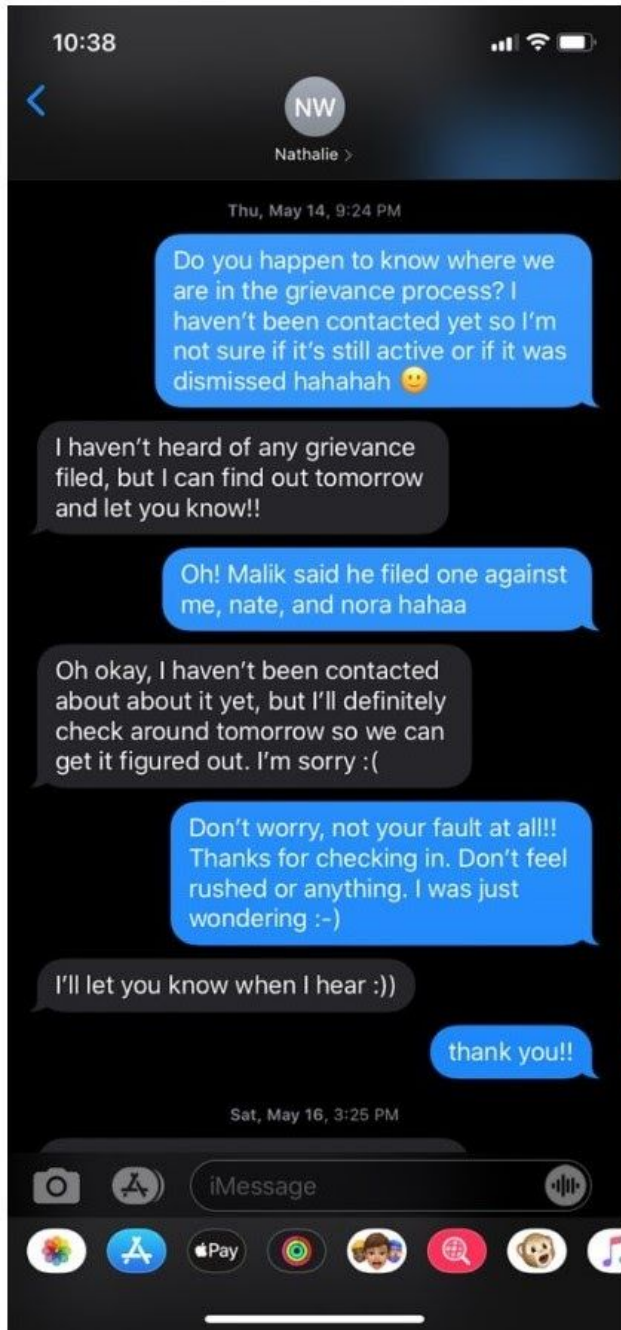 10:38
NW
Nathalie >
Thu, May 14, 9:24 PM
Do you happen to know where we
are in the grievance process? I
haven't been contacted yet so I'm
not sure if it's still active or if it was
dismissed hahahah 🙂
I haven't heard of any grievance
filed, but I can find out tomorrow
and let you know!!
Oh! Malik said he filed one against
me, nate, and nora hahaa
Oh okay, I haven't been contacted
about about it yet, but I'll definitely
check around tomorrow so we can
get it figured out. I'm sorry :(
Don't worry, not your fault at all!!
Thanks for checking in. Don't feel
rushed or anything. I was just
wondering :-)
I'll let you know when I hear :))
thank you!!
Sat, May 16, 3:25 PM
iMessage
Pay